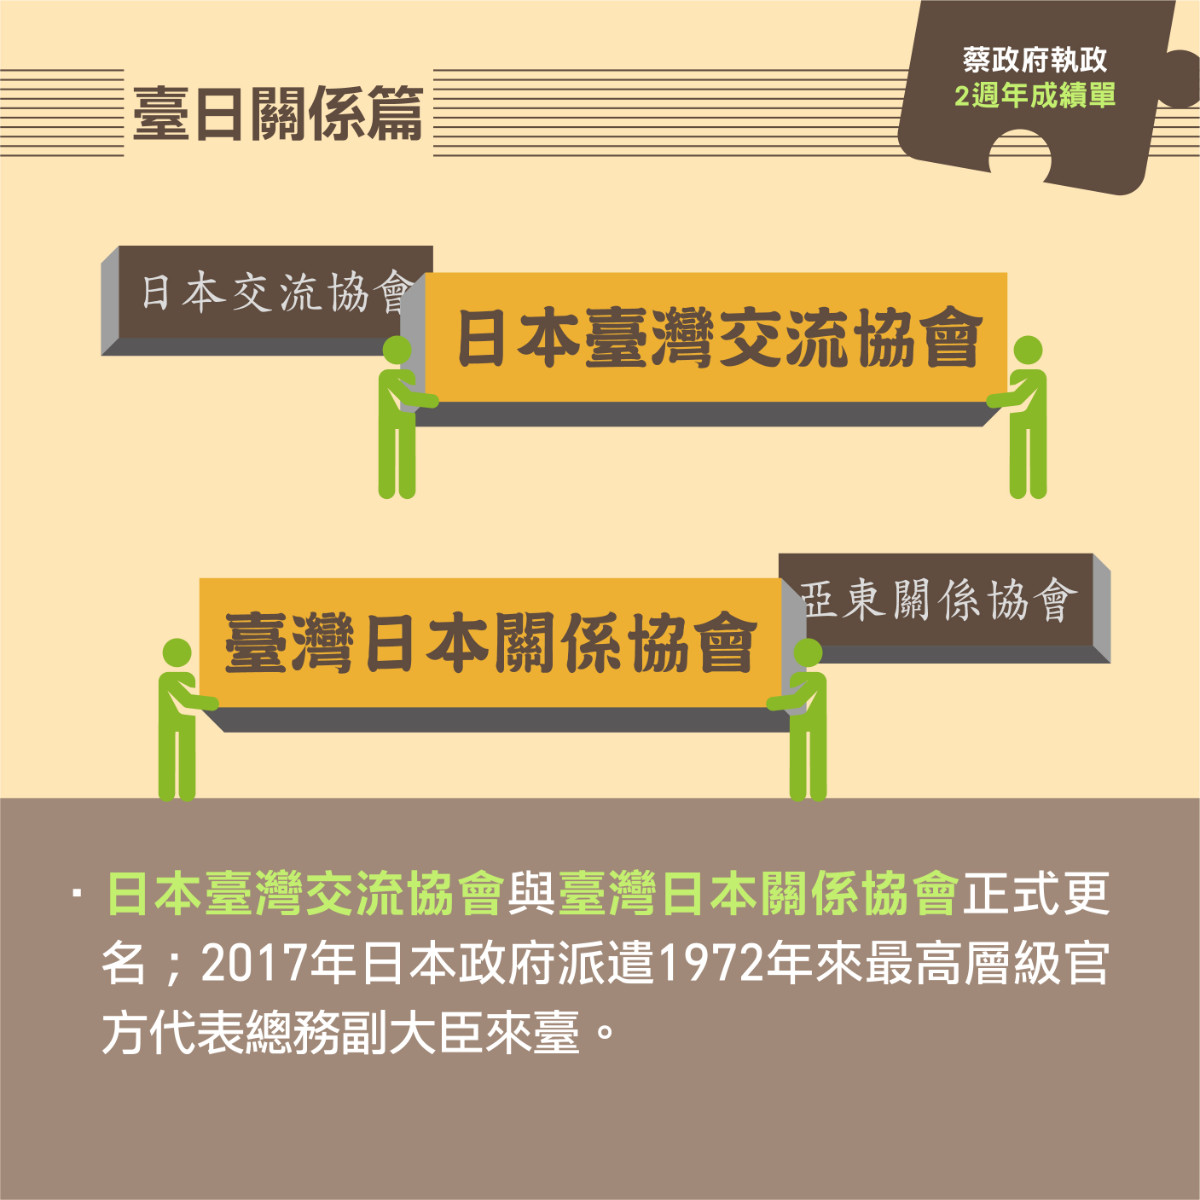 蔡政府執政
2週年成績單
臺日關係篇
日本交流協會
日本臺灣交流協會
亞東關係協會
臺灣日本關係協會
·日本臺灣交流協會與臺灣日本關係協會正式更
名；2017年日本政府派遣1972年來最高層級官
方代表總務副大臣來臺。